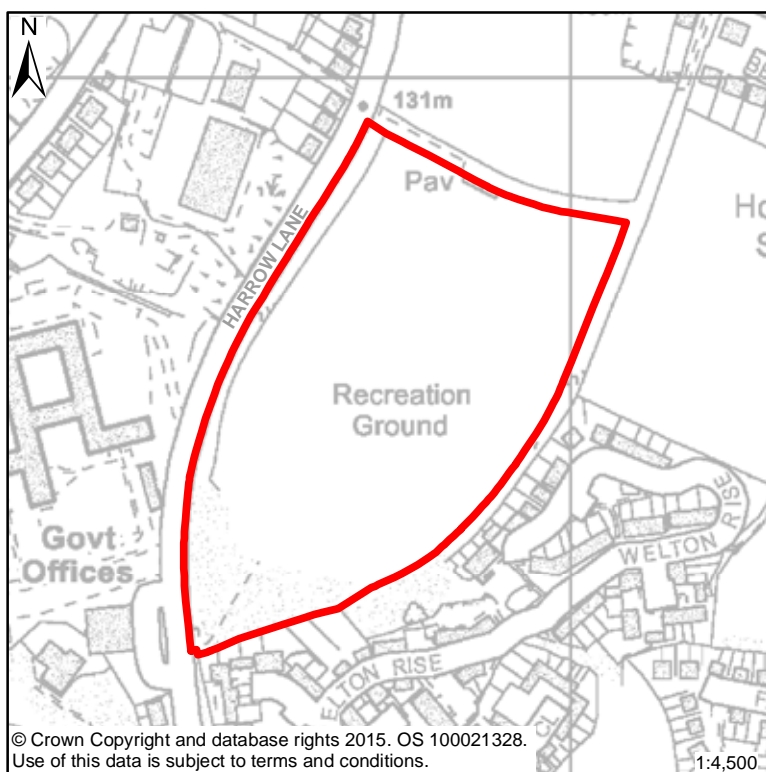 N
131m
Pav
HARROW LANE
Recreation
Ground
Govt
Offices
WELTON RISE
ELTON RISE
© Crown Copyright and database rights 2015. OS 100021328.
Use of this data is subject to terms and conditions.
1:4,500